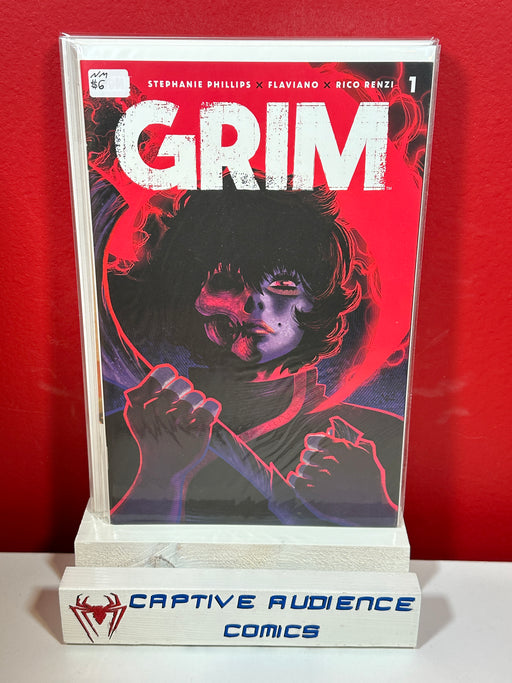 NM
$6
STEPHANIE PHILLIPS × FLAVIANO × RICO RENZI 1
GRIM
CAPTIVE AUDIENCE
COMICS